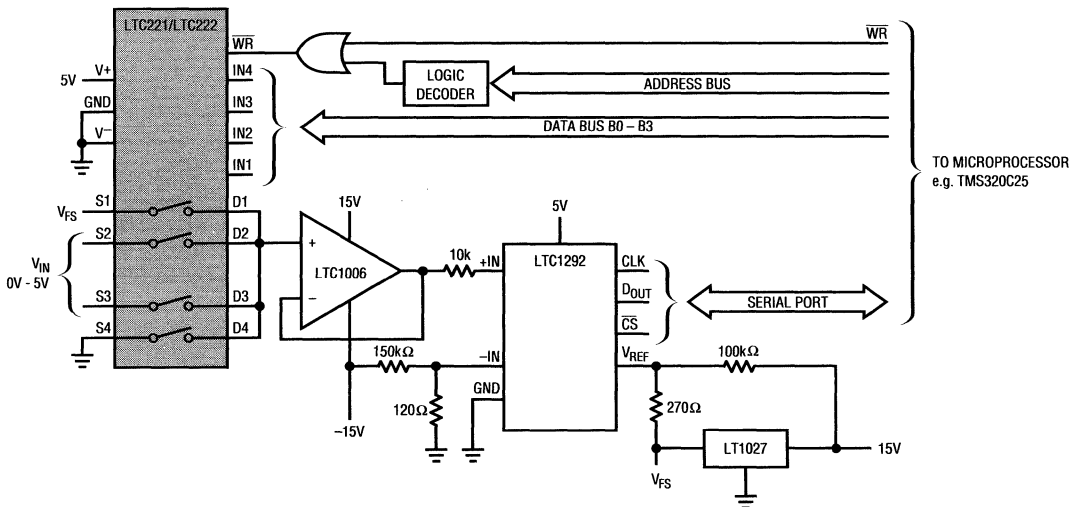 LTC221/LTC222
WR
WR
V+
5V
IN4
LOGIC
DECODER
ADDRESS BUS
GND
IN3
DATA BUS B0 – B3
V–
IN2
IN1
TO MICROPROCESSOR
e.g. TMS320C25
VFS
S1
D1
15V
5V
S2
D2
VIN
0V - 5V
+
LTC1006
–
10k
+IN
LTC1292
CLK
DOUT
CS
SERIAL PORT
S3
D3
S4
D4
150kΩ
–IN
VREF
100kΩ
GND
120Ω
–15V
270Ω
LT1027
15V
VFS